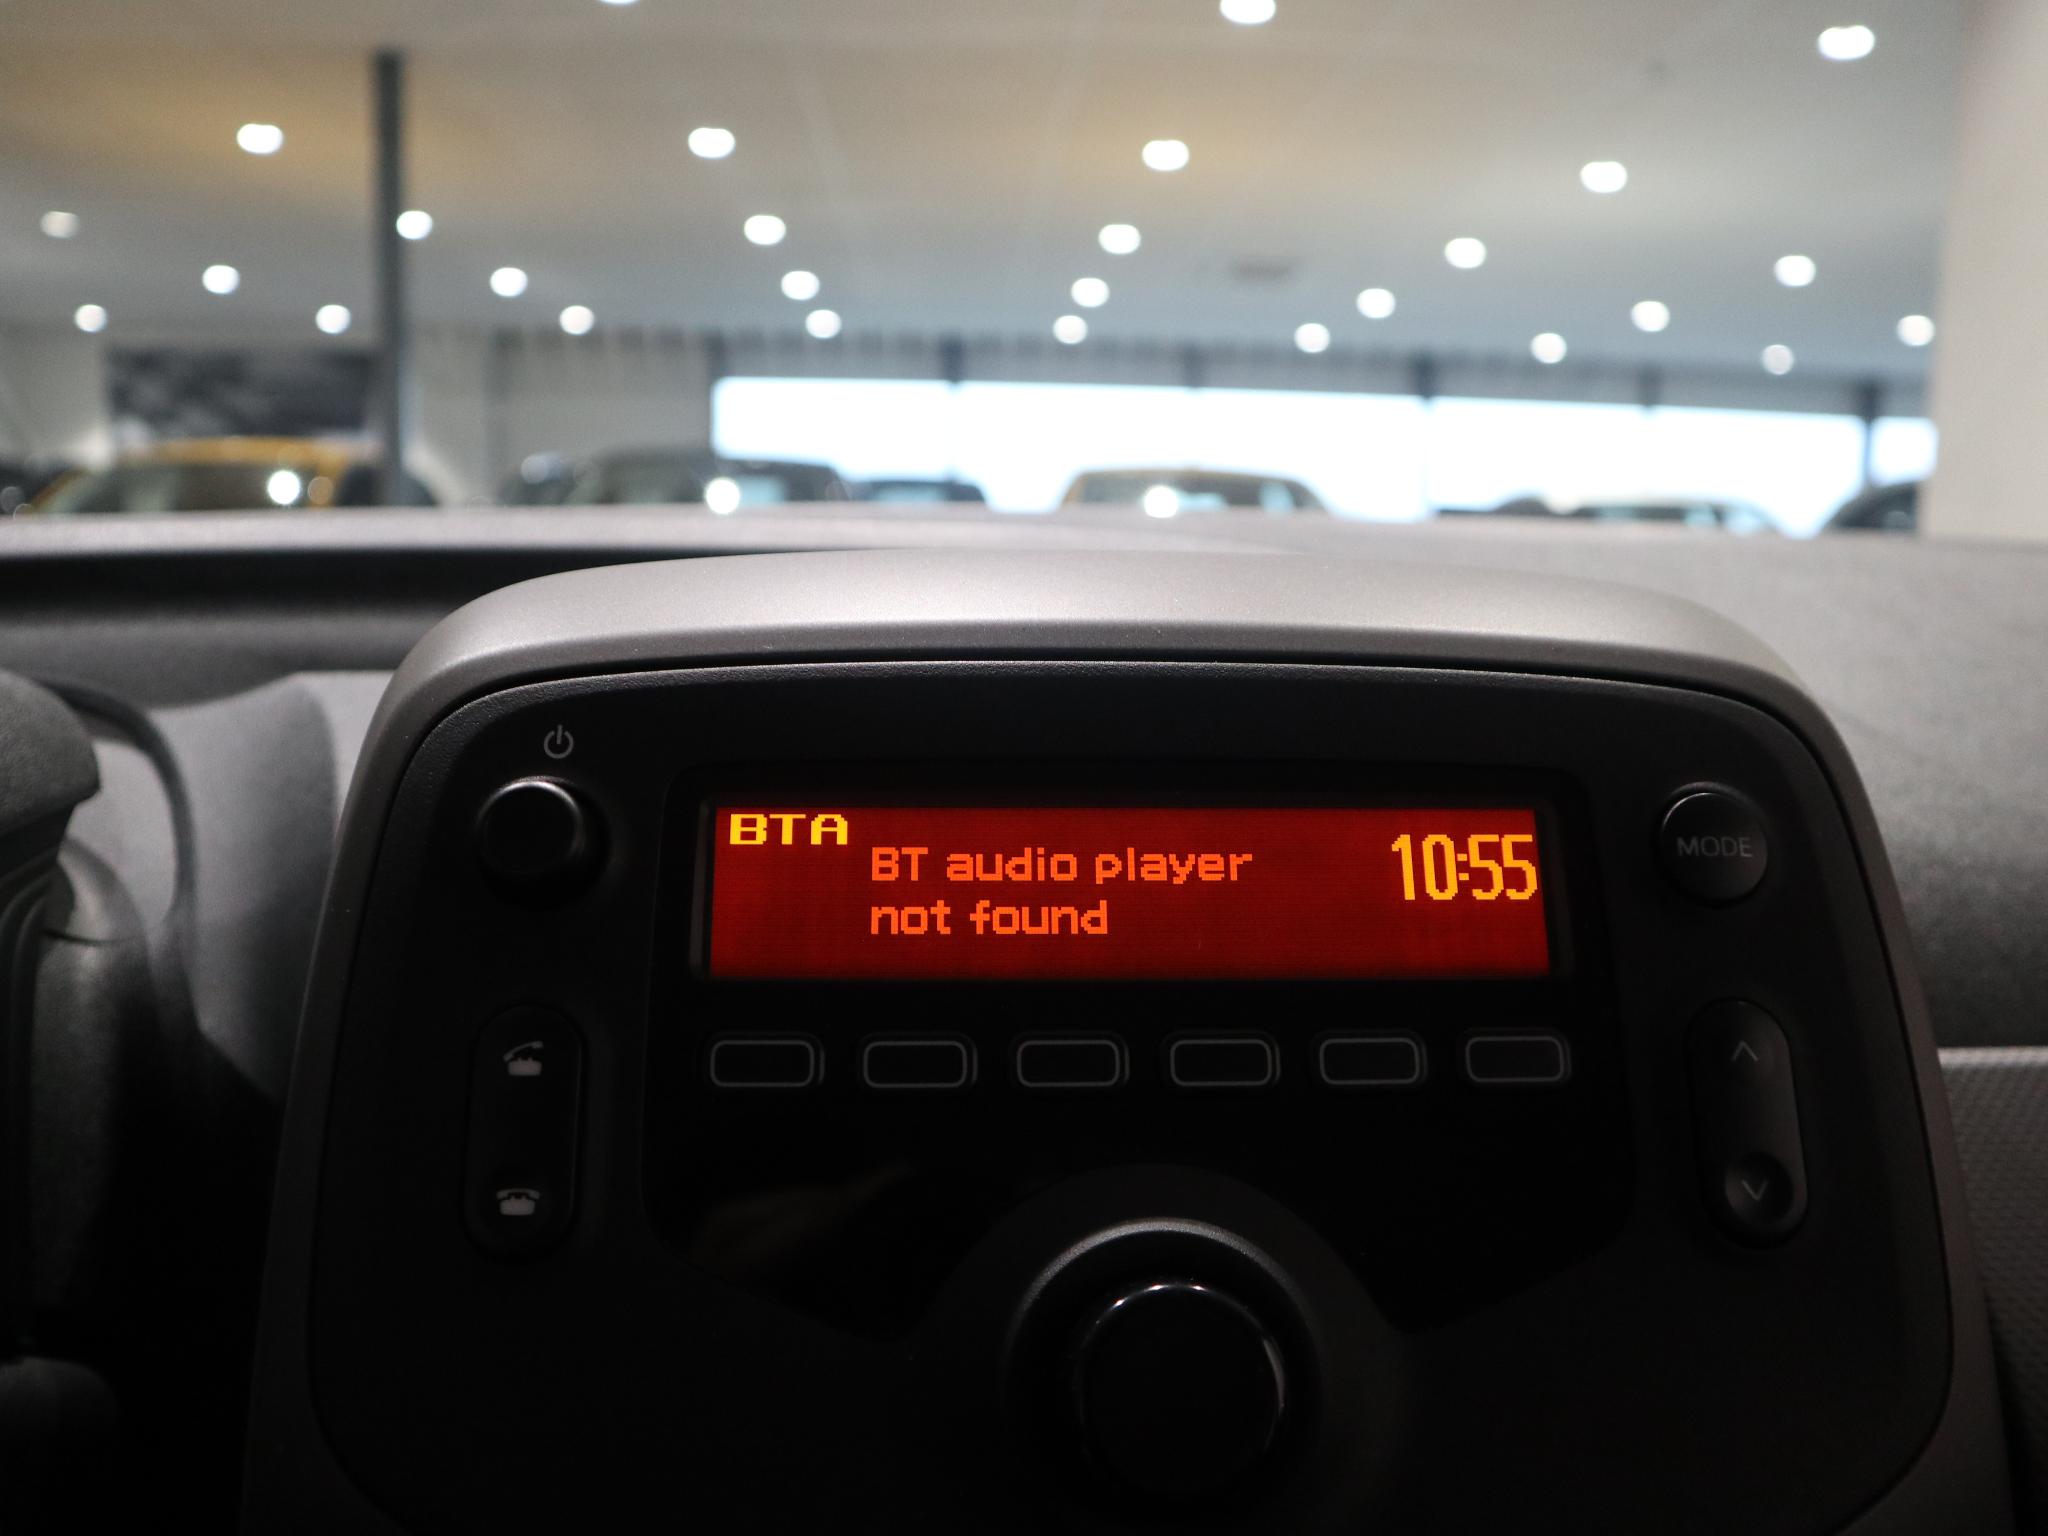 BTA
BT audio player
not found
10:55
MODE